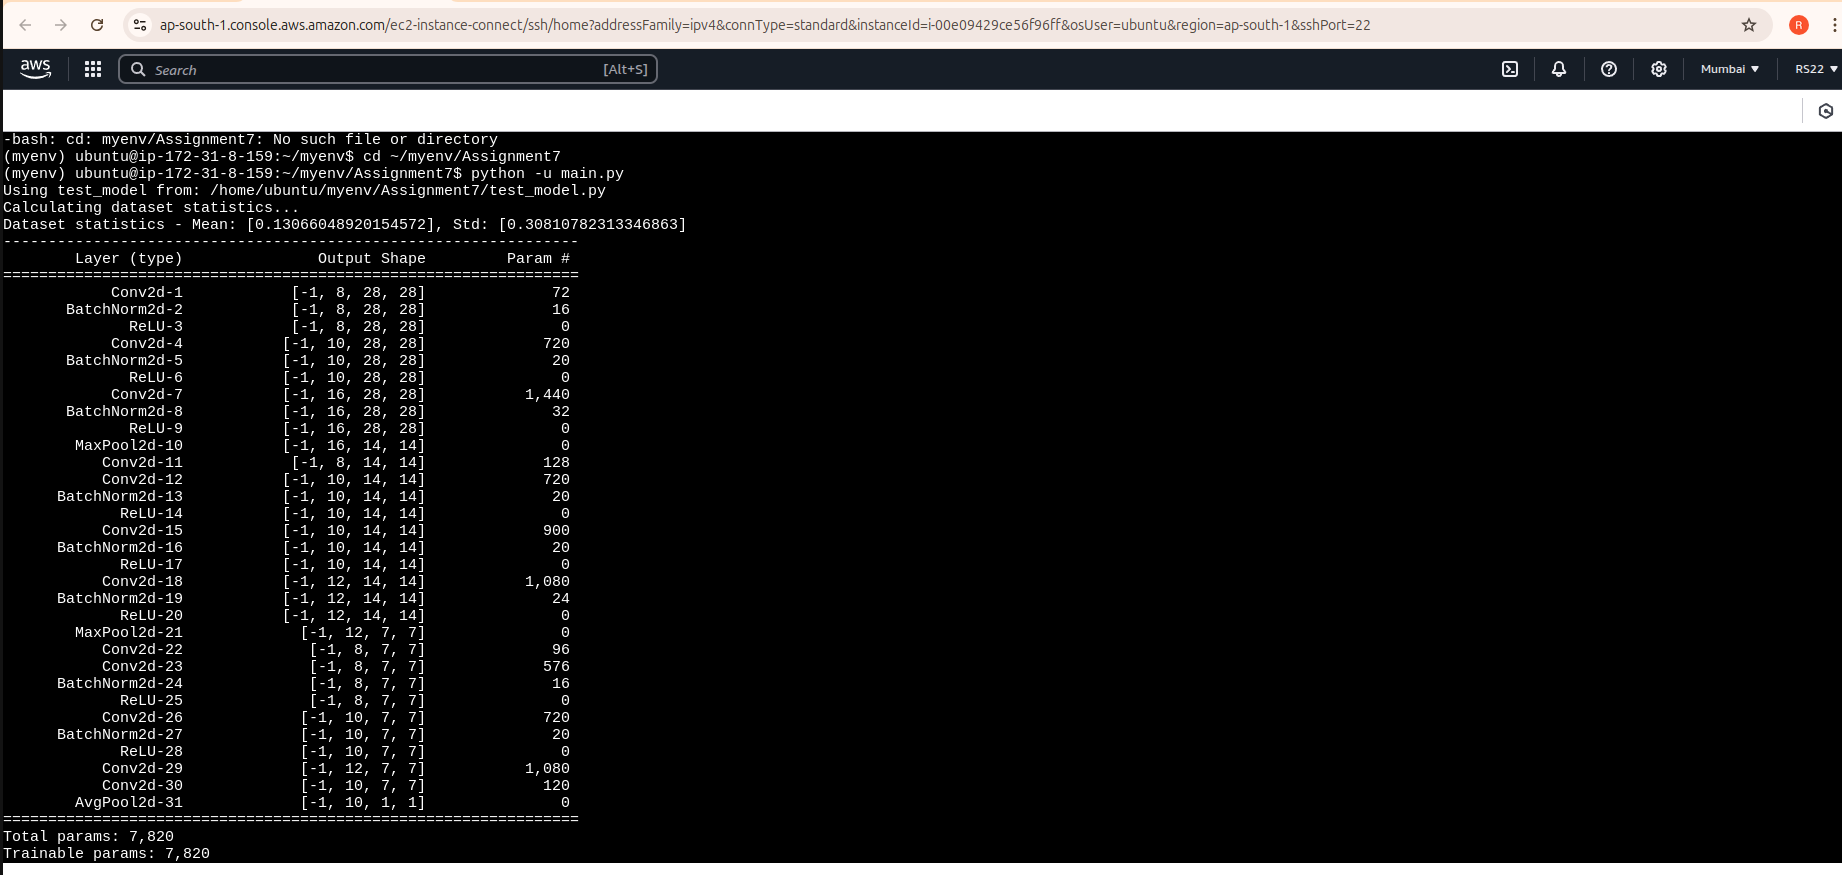 ap-south-1.console.aws.amazon.com/ec2-instance-connect/ssh/home?addressFamily=ipv4&connType=standard&instanceId=i-00e09429ce56f96ff&osUser=ubuntu&region=ap-south-1&sshPort=22
R
aws
Search [Alt+S]
Mumbai
RS22
-bash: cd: myenv/Assignment7: No such file or directory
(myenv) ubuntu@ip-172-31-8-159:~/myenv$ cd ~/myenv/Assignment7
(myenv) ubuntu@ip-172-31-8-159:~/myenv/Assignment7$ python -u main.py
Using test_model from: /home/ubuntu/myenv/Assignment7/test_model.py
Calculating dataset statistics...
Dataset statistics - Mean: [0.13066048920154572], Std: [0.30810782313346863]
----------------------------------------------------------------
Layer (type) Output Shape Param #
================================================================
Conv2d-1 [-1, 8, 28, 28] 72
BatchNorm2d-2 [-1, 8, 28, 28] 16
ReLU-3 [-1, 8, 28, 28] 0
Conv2d-4 [-1, 10, 28, 28] 720
BatchNorm2d-5 [-1, 10, 28, 28] 20
ReLU-6 [-1, 10, 28, 28] 0
Conv2d-7 [-1, 16, 28, 28] 1,440
BatchNorm2d-8 [-1, 16, 28, 28] 32
ReLU-9 [-1, 16, 28, 28] 0
MaxPool2d-10 [-1, 16, 14, 14] 0
Conv2d-11 [-1, 8, 14, 14] 128
Conv2d-12 [-1, 10, 14, 14] 720
BatchNorm2d-13 [-1, 10, 14, 14] 20
ReLU-14 [-1, 10, 14, 14] 0
Conv2d-15 [-1, 10, 14, 14] 900
BatchNorm2d-16 [-1, 10, 14, 14] 20
ReLU-17 [-1, 10, 14, 14] 0
Conv2d-18 [-1, 12, 14, 14] 1,080
BatchNorm2d-19 [-1, 12, 14, 14] 24
ReLU-20 [-1, 12, 14, 14] 0
MaxPool2d-21 [-1, 12, 7, 7] 0
Conv2d-22 [-1, 8, 7, 7] 96
Conv2d-23 [-1, 8, 7, 7] 576
BatchNorm2d-24 [-1, 8, 7, 7] 16
ReLU-25 [-1, 8, 7, 7] 0
Conv2d-26 [-1, 10, 7, 7] 720
BatchNorm2d-27 [-1, 10, 7, 7] 20
ReLU-28 [-1, 10, 7, 7] 0
Conv2d-29 [-1, 12, 7, 7] 1,080
Conv2d-30 [-1, 10, 7, 7] 120
AvgPool2d-31 [-1, 10, 1, 1] 0
================================================================
Total params: 7,820
Trainable params: 7,820